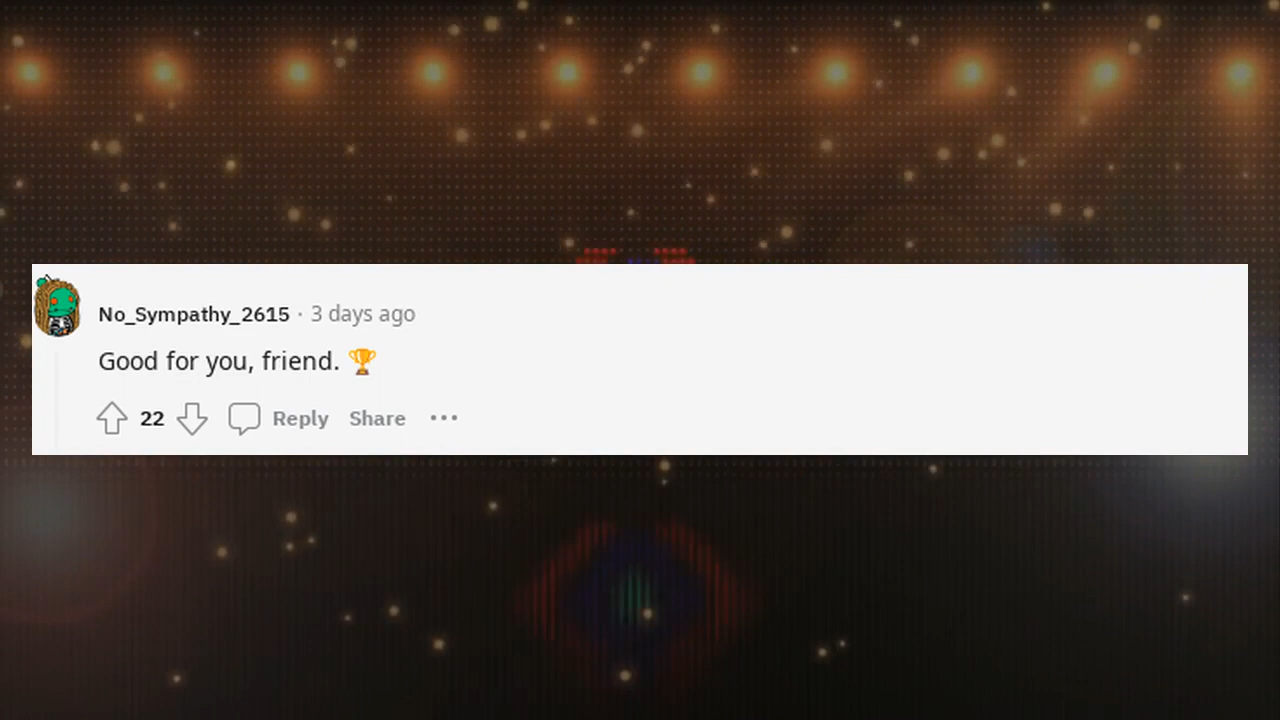 No_Sympathy_2615 · 3 days ago
Good for you, friend. 🏆
22 Reply Share •••